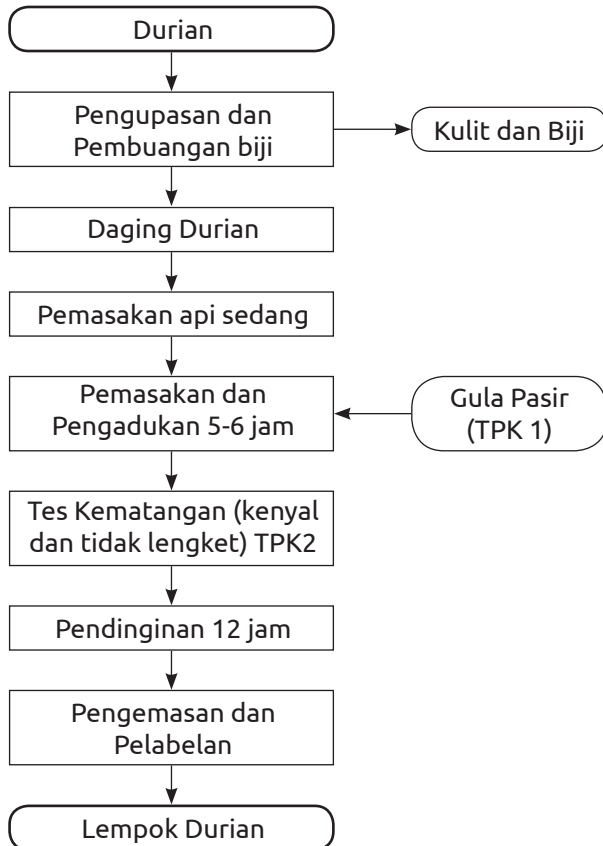 Durian
Pengupasan dan
Pembuangan biji
Kulit dan Biji
Daging Durian
Pemasakan api sedang
Pemasakan dan
Pengadukan 5-6 jam
Gula Pasir
(TPK 1)
Tes Kematangan (kenyal
dan tidak lengket) TPK2
Pendinginan 12 jam
Pengemasan dan
Pelabelan
Lempok Durian